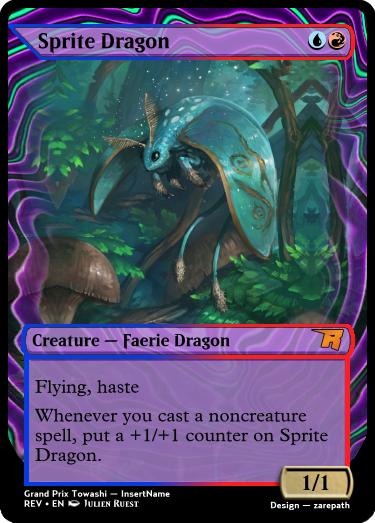 Sprite Dragon
Creature — Faerie Dragon
Flying, haste
Whenever you cast a noncreature
spell, put a +1/+1 counter on Sprite
Dragon.
1/1
Grand Prix Towashi — InsertName
REV • EN Julien Ruest
Design — zarepath